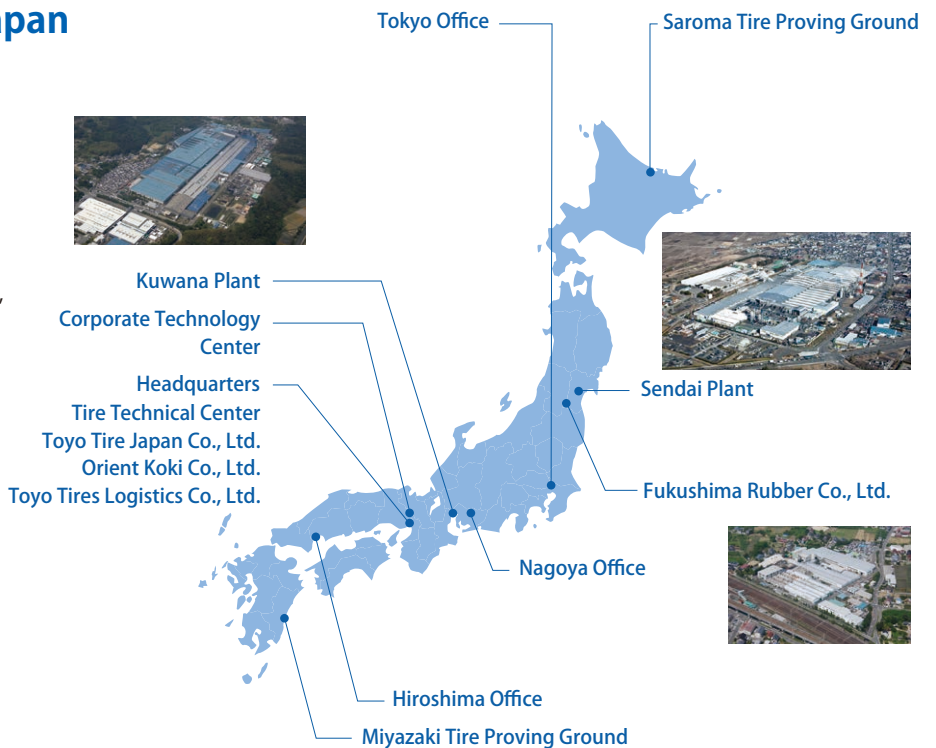 apan
Tokyo Office
Saroma Tire Proving Ground
Kuwana Plant
,
Corporate Technology
Center
Headquarters
Tire Technical Center
Toyo Tire Japan Co., Ltd.
Orient Koki Co., Ltd.
Toyo Tires Logistics Co., Ltd.
Sendai Plant
Fukushima Rubber Co., Ltd.
Nagoya Office
Hiroshima Office
Miyazaki Tire Proving Ground